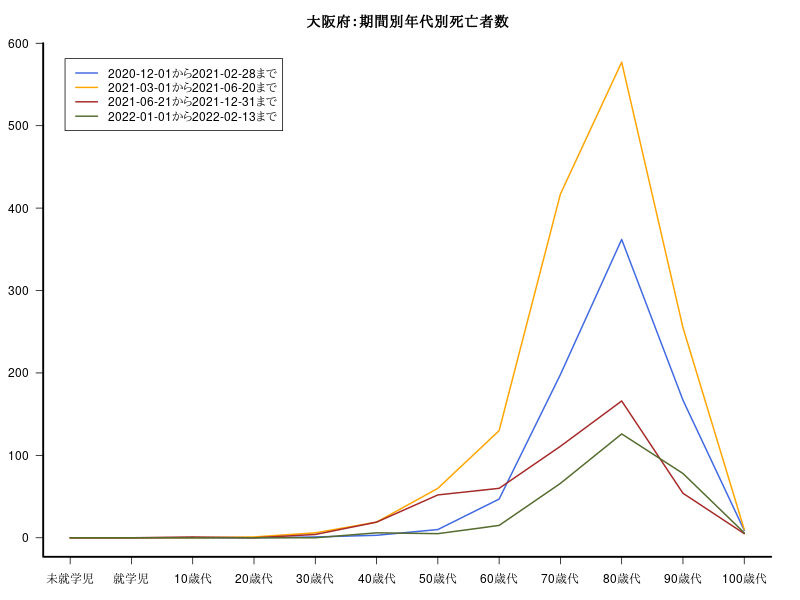 大阪府：期間別年代別死亡者数
600
500
400
300
200
100
0
2020-12-01から2021-02-28まで
2021-03-01から2021-06-20まで
2021-06-21から2021-12-31まで
2022-01-01から2022-02-13まで
未就学児 就学児 10歳代 20歳代 30歳代 40歳代 50歳代 60歳代 70歳代 80歳代 90歳代 100歳代